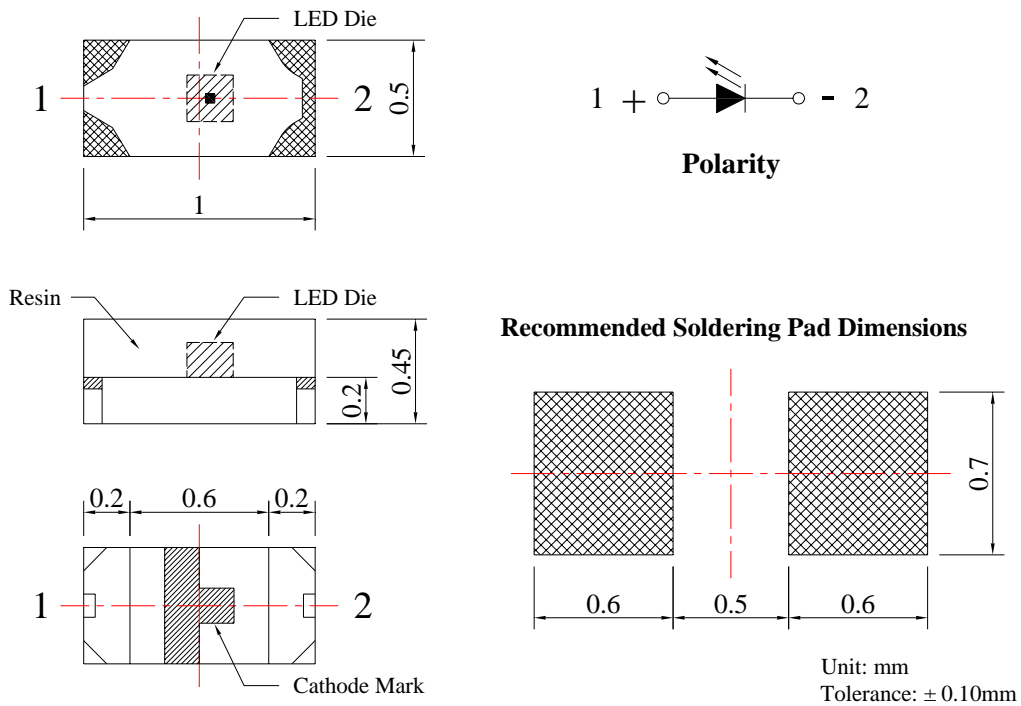 LED Die
1
2
0.5
1
1 + - 2
Polarity
Resin
LED Die
0.2
0.45
Recommended Soldering Pad Dimensions
0.7
0.6
0.5
0.6
0.2
0.6
0.2
1
2
Cathode Mark
Unit: mm
Tolerance: ± 0.10mm